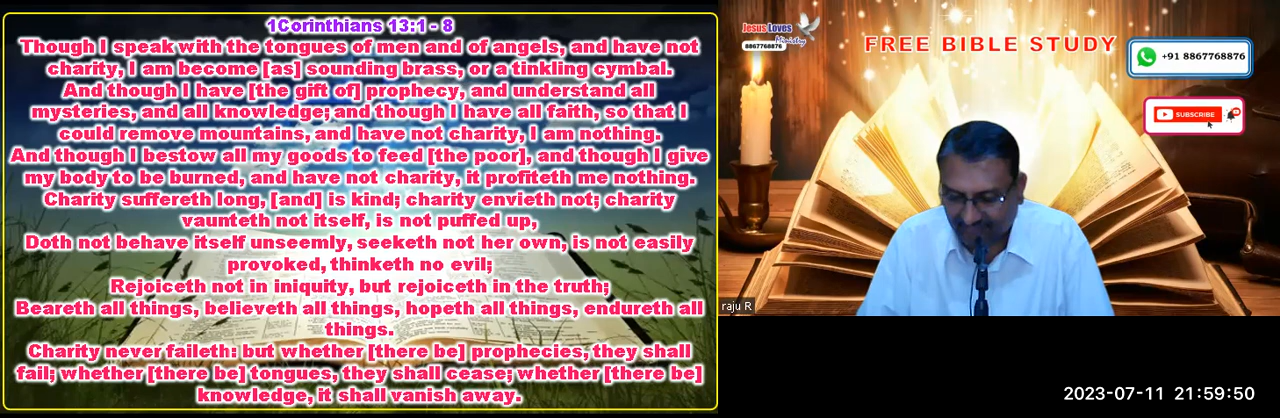 1Corinthians 13:1 - 8
Though I speak with the tongues of men and of angels, and have not
charity, I am become [as] sounding brass, or a tinkling cymbal.
And though I have [the gift of] prophecy, and understand all
mysteries, and all knowledge; and though I have all faith, so that I
could remove mountains, and have not charity, I am nothing.
And though I bestow all my goods to feed [the poor], and though I give
my body to be burned, and have not charity, it profiteth me nothing.
Charity suffereth long, [and] is kind; charity envieth not; charity
vaunteth not itself, is not puffed up,
Doth not behave itself unseemly, seeketh not her own, is not easily
provoked, thinketh no evil;
Rejoiceth not in iniquity, but rejoiceth in the truth;
Beareth all things, believeth all things, hopeth all things, endureth all
things.
Charity never faileth: but whether [there be] prophecies, they shall
fail; whether [there be] tongues, they shall cease; whether [there be]
knowledge, it shall vanish away.
Jesus Loves
Ministry
8867768876
FREE BIBLE STUDY
+91 8867768876
SUBSCRIBE
raju R
2023-07-11 21:59:50